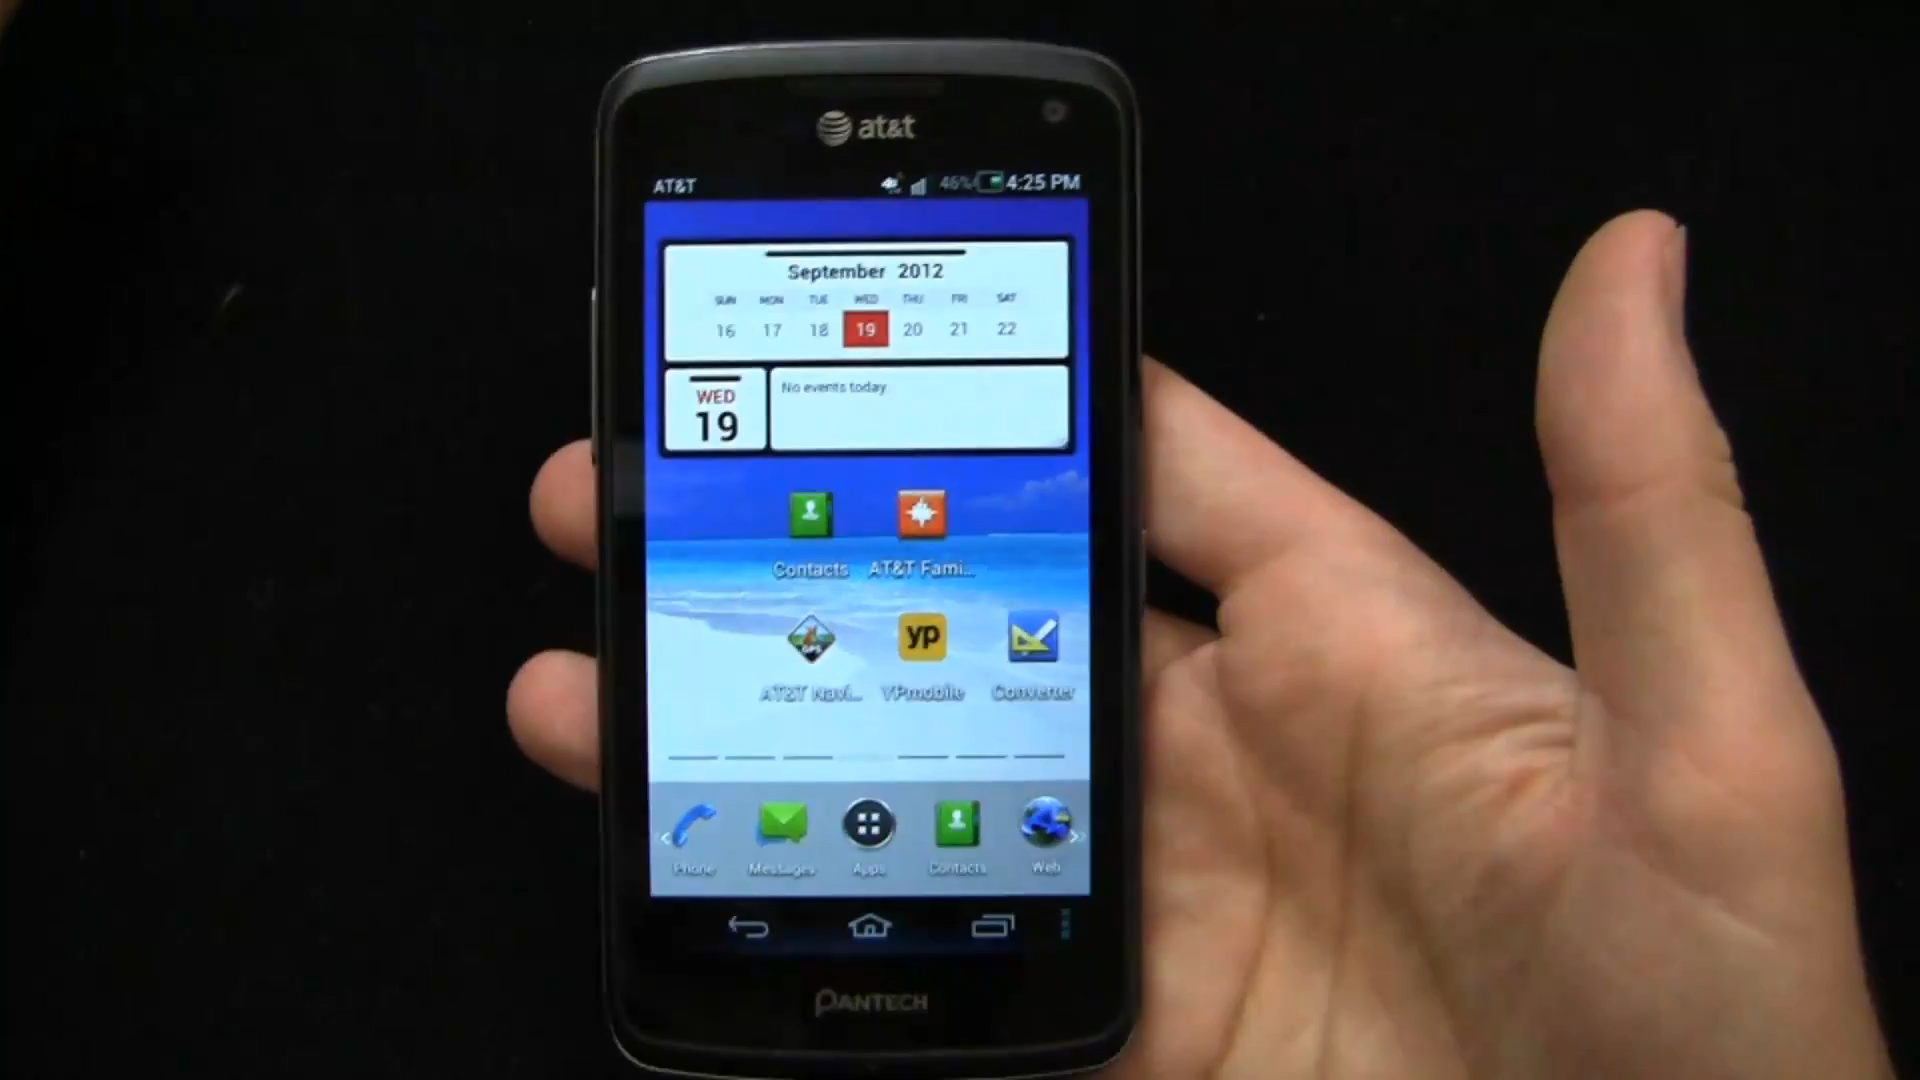 at&t
AT&T 46% 4:25 PM
September 2012
SUN MON TUE WED THU FRI SAT
16 17 18 19 20 21 22
WED
19
No events today.
Contacts AT&T Fami...
GPS
yp
AT&T Navi... YPmobile Converter
Phone Messages Apps Contacts Web
PANTECH